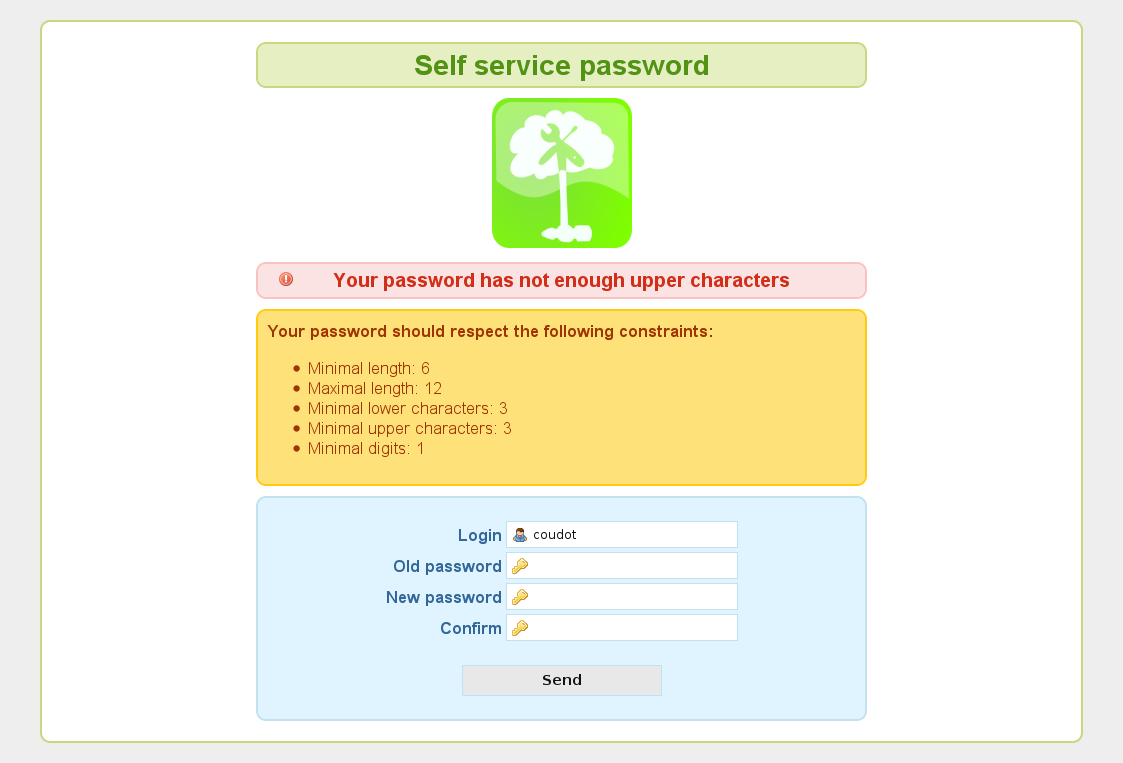 Self service password
Your password has not enough upper characters
Your password should respect the following constraints:
Minimal length: 6
Maximal length: 12
Minimal lower characters: 3
Minimal upper characters: 3
Minimal digits: 1
Login coudot
Old password
New password
Confirm
Send